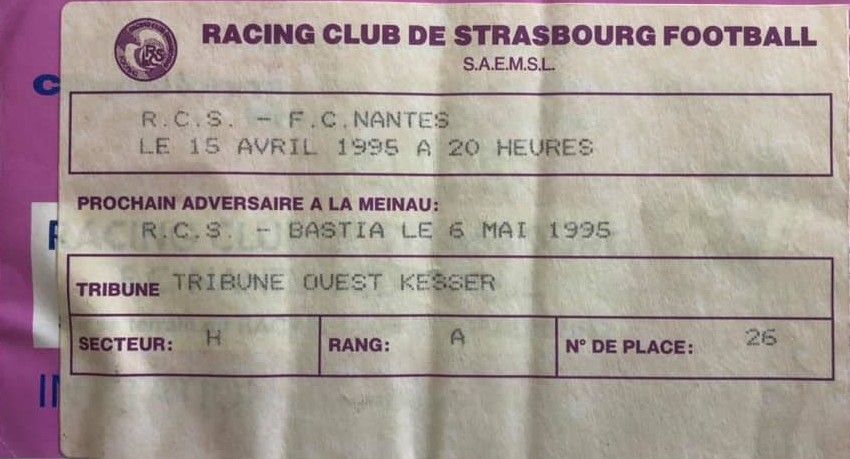 RACING CLUB DE STRASBOURG FOOTBALL
S.A.E.M.S.L.
R.C.S. - F.C.NANTES
LE 15 AVRIL 1995 A 20 HEURES
PROCHAIN ADVERSAIRE A LA MEINAU:
R.C.S. - BASTIA LE 6 MAI 1995
TRIBUNE TRIBUNE OUEST KESSER
SECTEUR: H RANG: A N° DE PLACE: 26